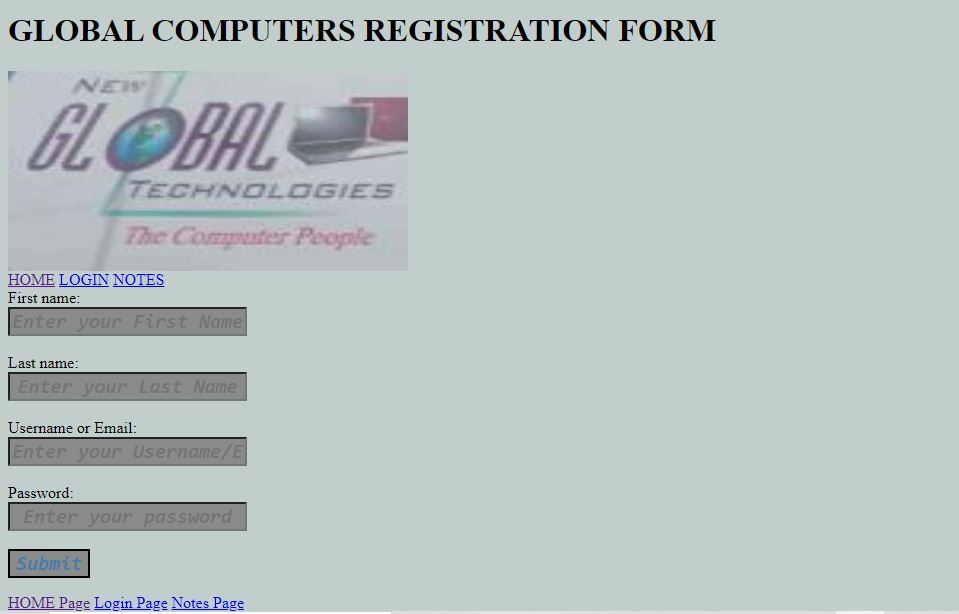 GLOBAL COMPUTERS REGISTRATION FORM
NEW
GLOBAL
TECHNOLOGIES
The Computer People
HOME LOGIN NOTES
First name:
Enter your First Name
Last name:
Enter your Last Name
Username or Email:
Enter your Username/E
Password:
Enter your password
Submit
HOME Page Login Page Notes Page